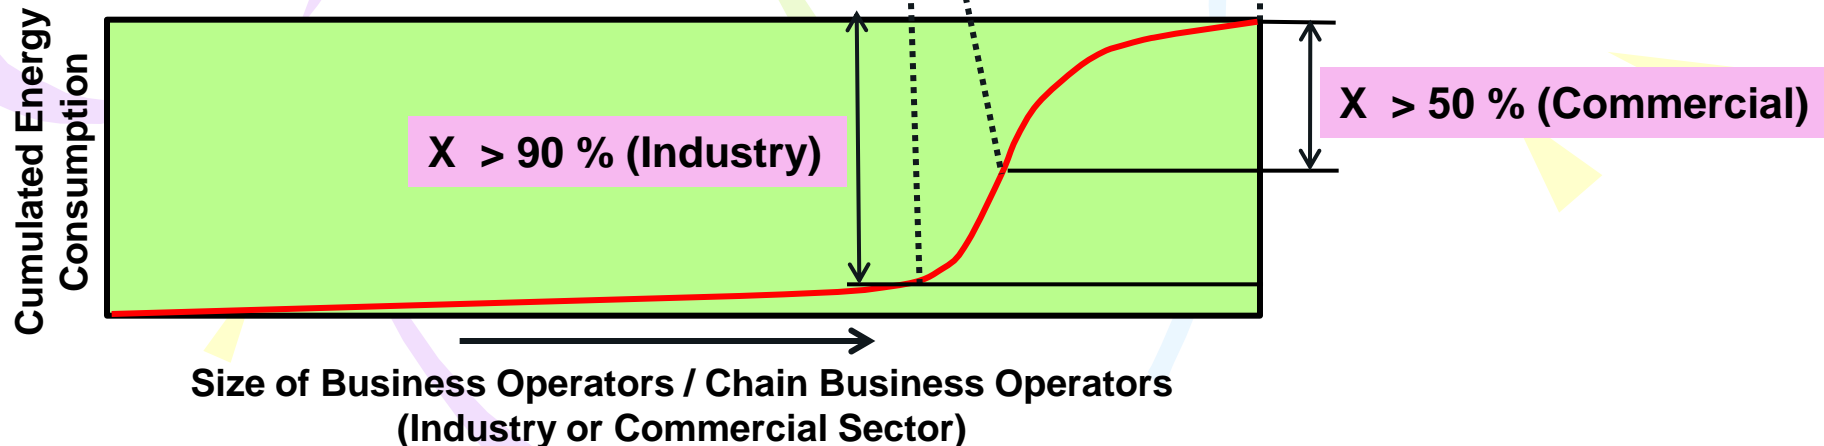 Cumulated Energy
Consumption
X > 90 % (Industry)
X > 50 % (Commercial)
Size of Business Operators / Chain Business Operators
(Industry or Commercial Sector)